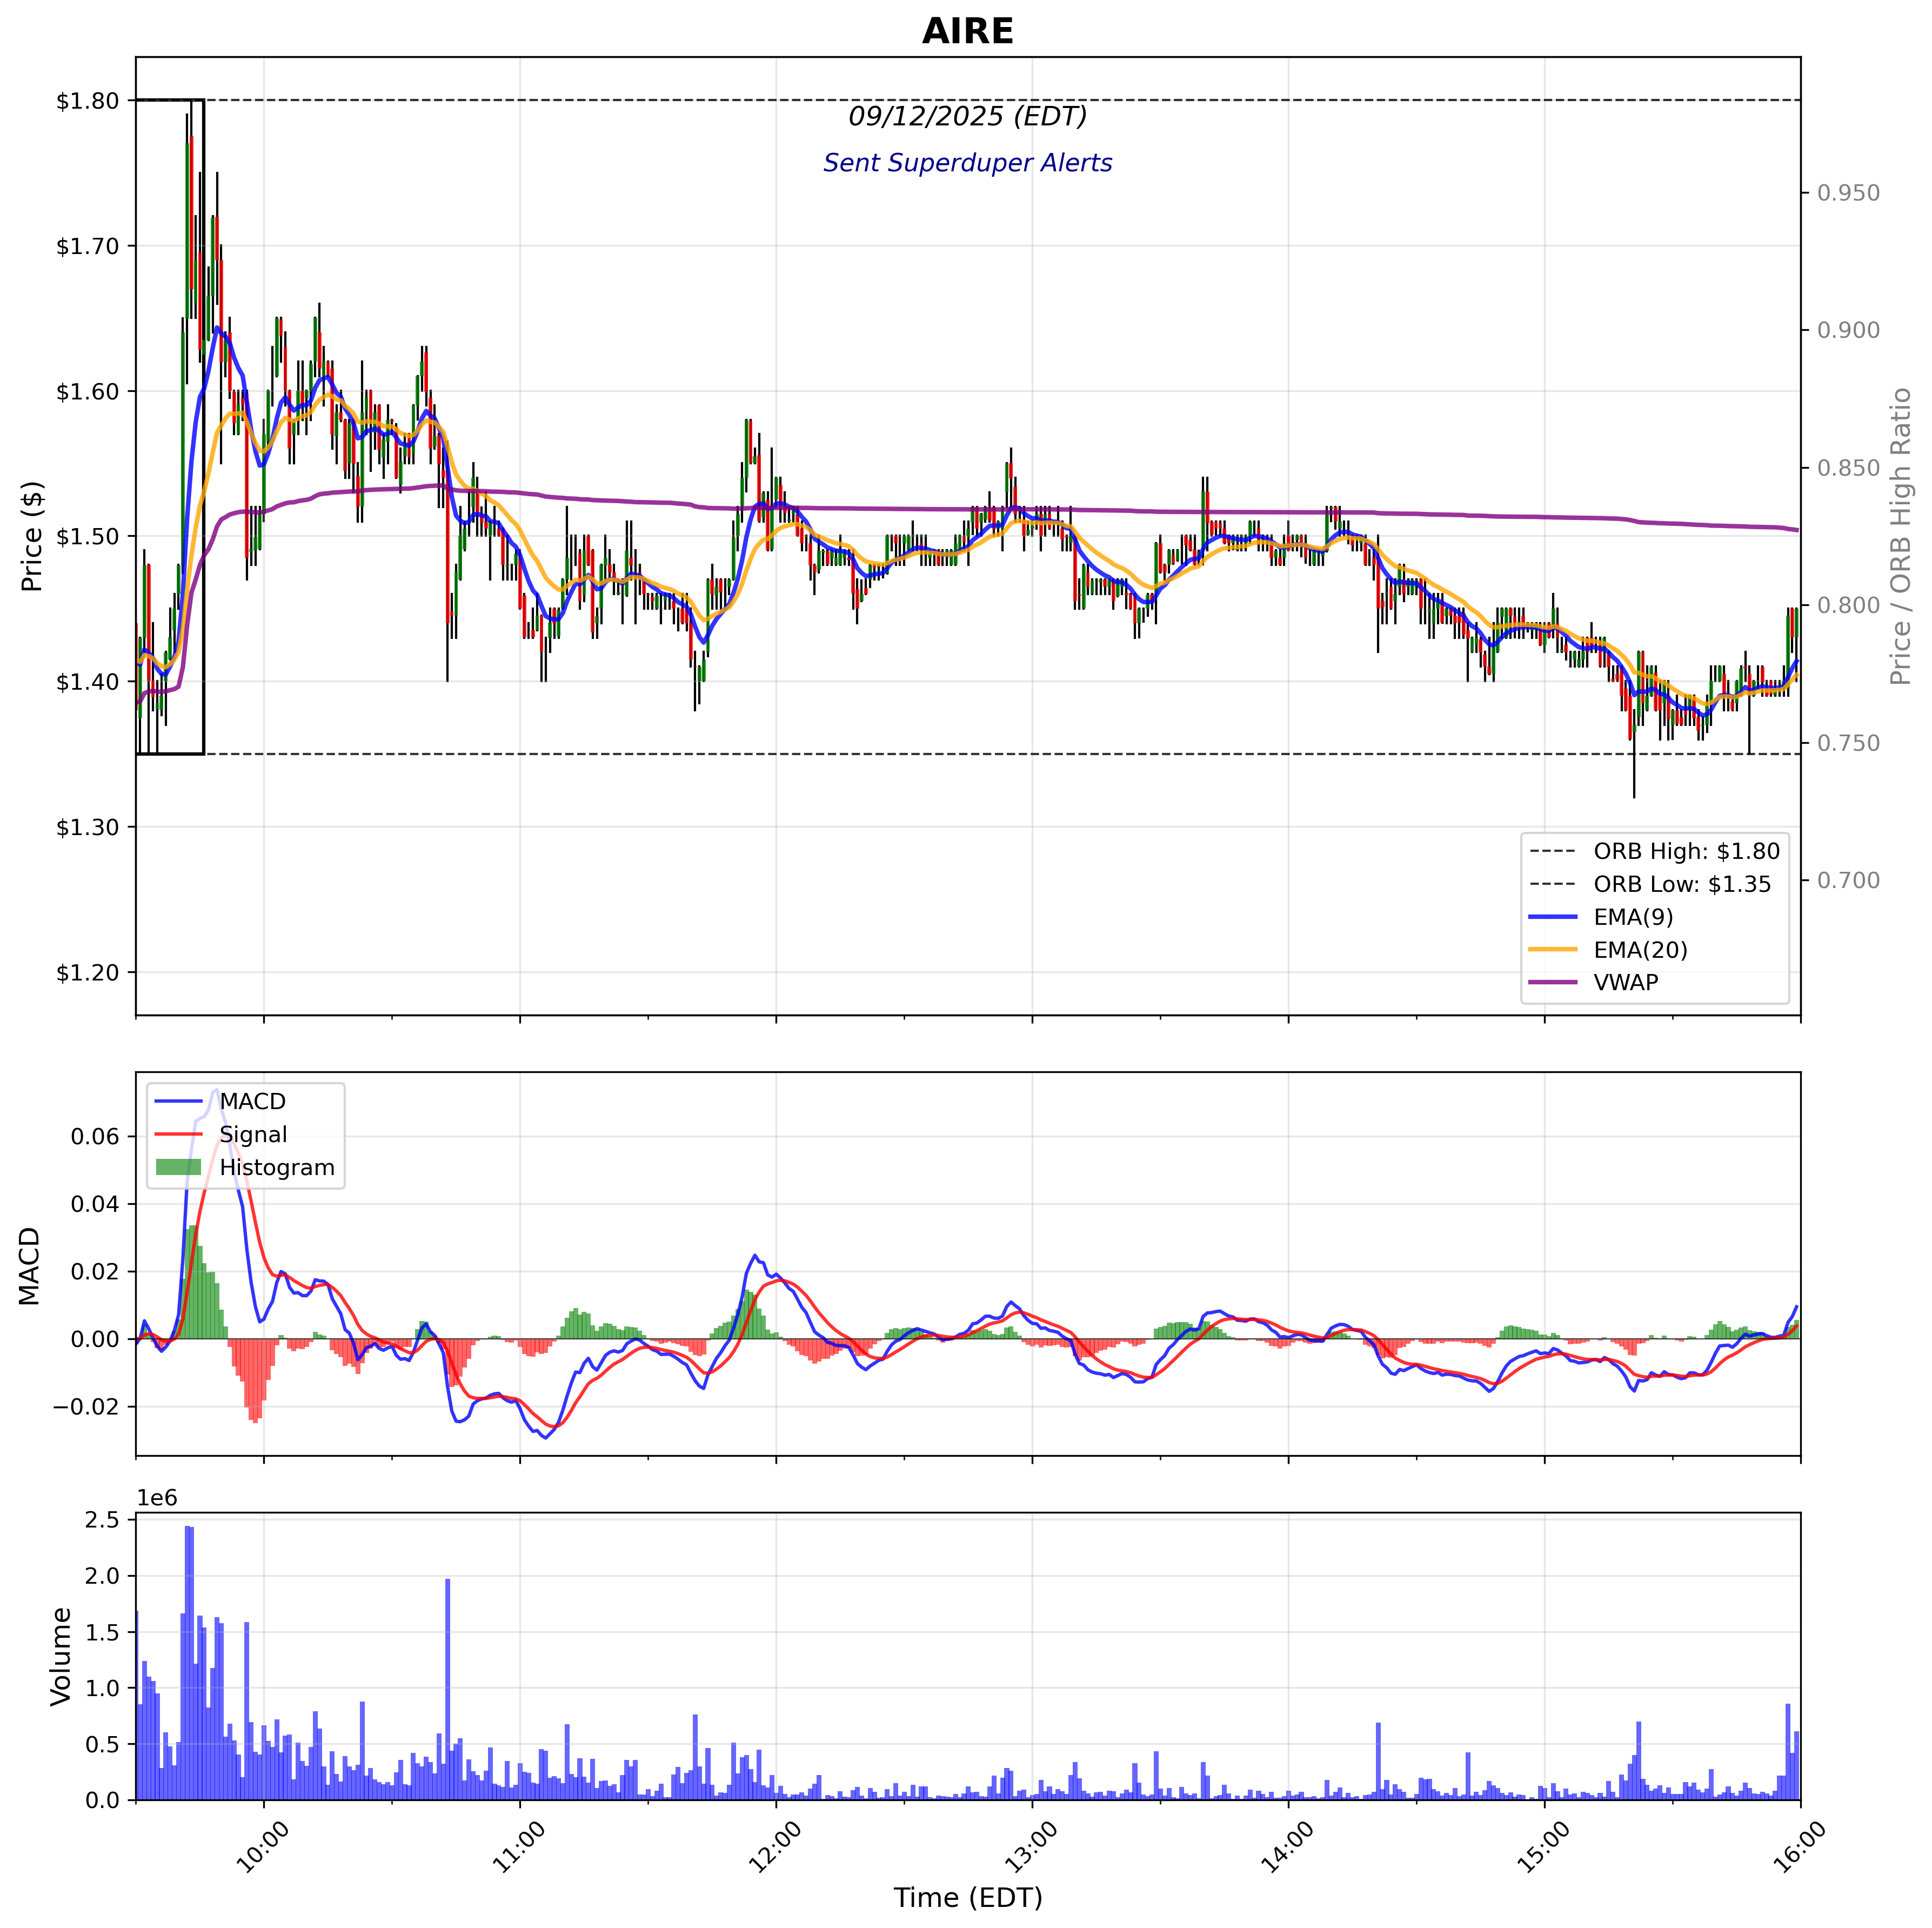 AIRE
09/12/2025 (EDT)
Sent Superduper Alerts
Price ($)
$1.80
$1.70
$1.60
$1.50
$1.40
$1.30
$1.20
0.950
0.900
0.850
0.800
0.750
0.700
Price / ORB High Ratio
ORB High: $1.80
ORB Low: $1.35
EMA(9)
EMA(20)
VWAP
MACD
0.06
0.04
0.02
0.00
−0.02
MACD
Signal
Histogram
1e6
Volume
2.5
2.0
1.5
1.0
0.5
0.0
10:00
11:00
12:00
13:00
14:00
15:00
16:00
Time (EDT)